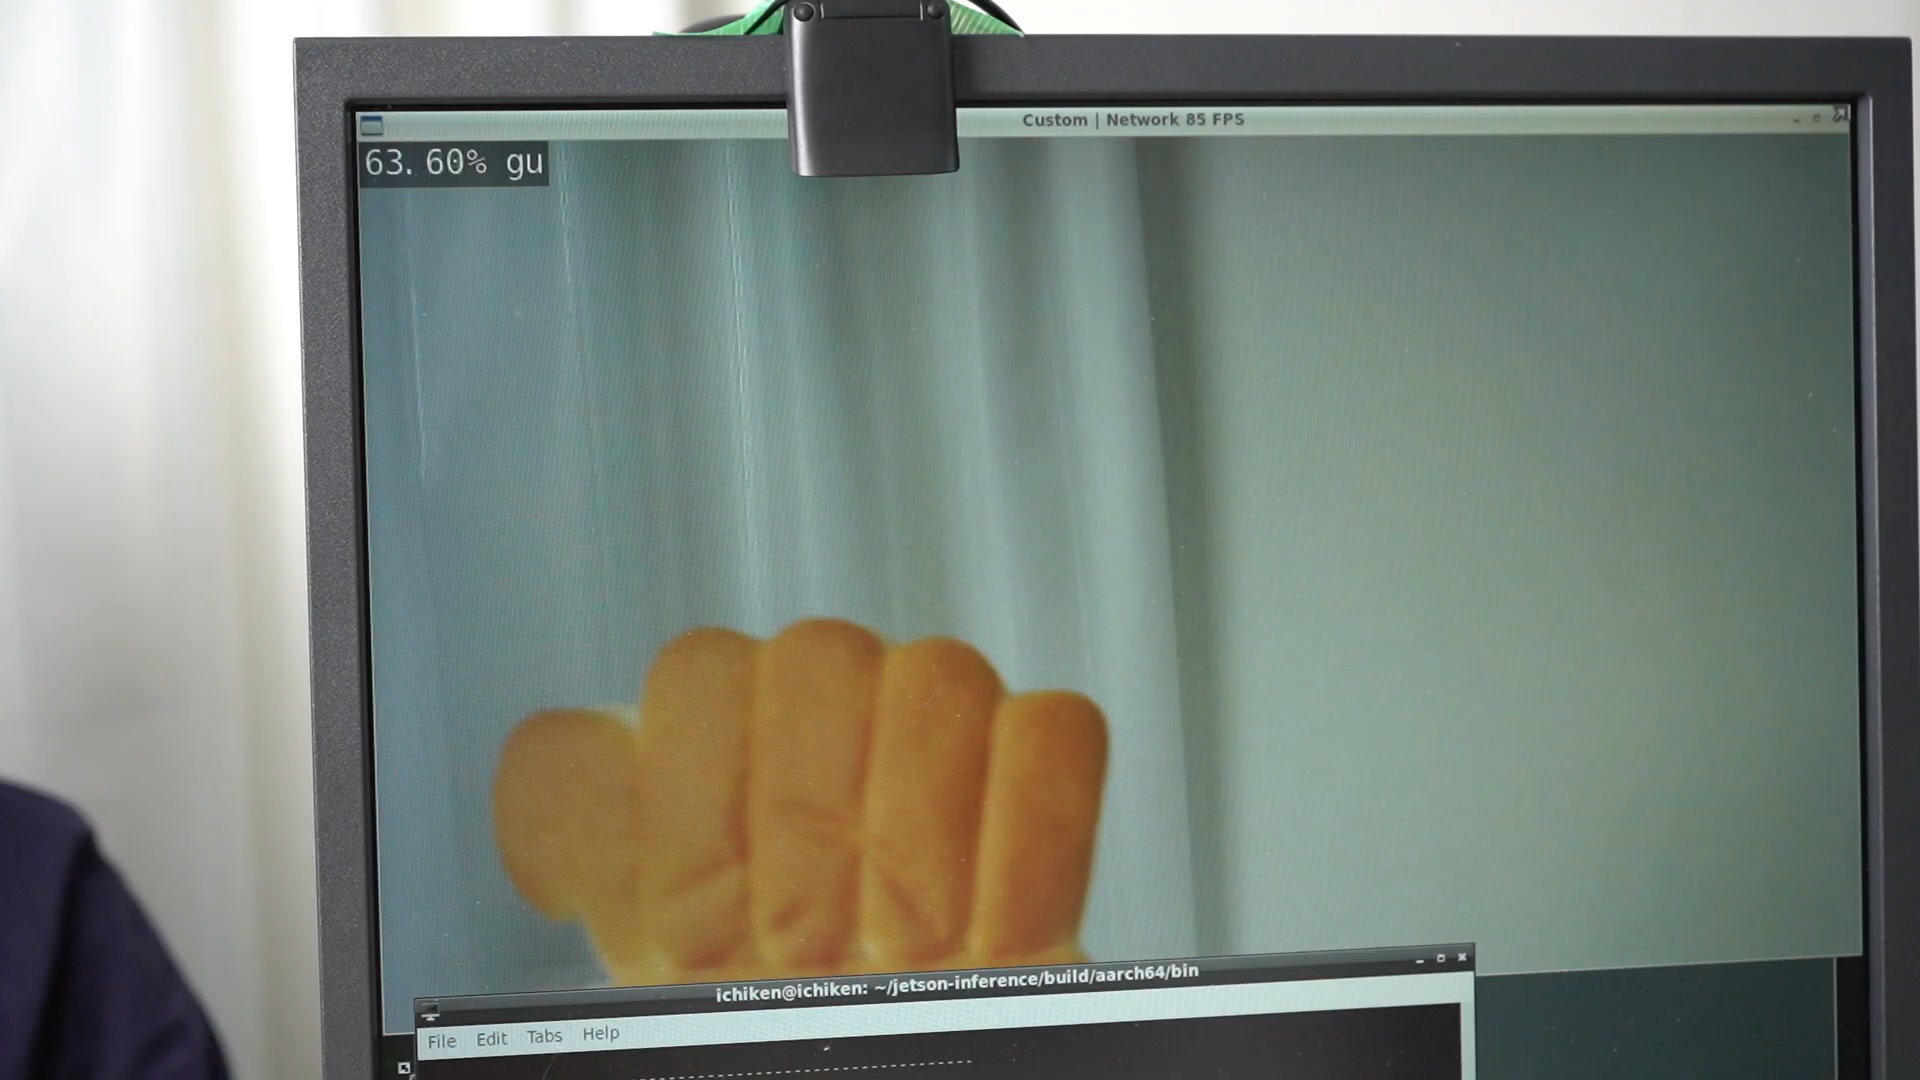 Custom | Network 85 FPS
63.60% gu
ichiken@ichiken: ~/jetson-inference/build/aarch64/bin
File Edit Tabs Help